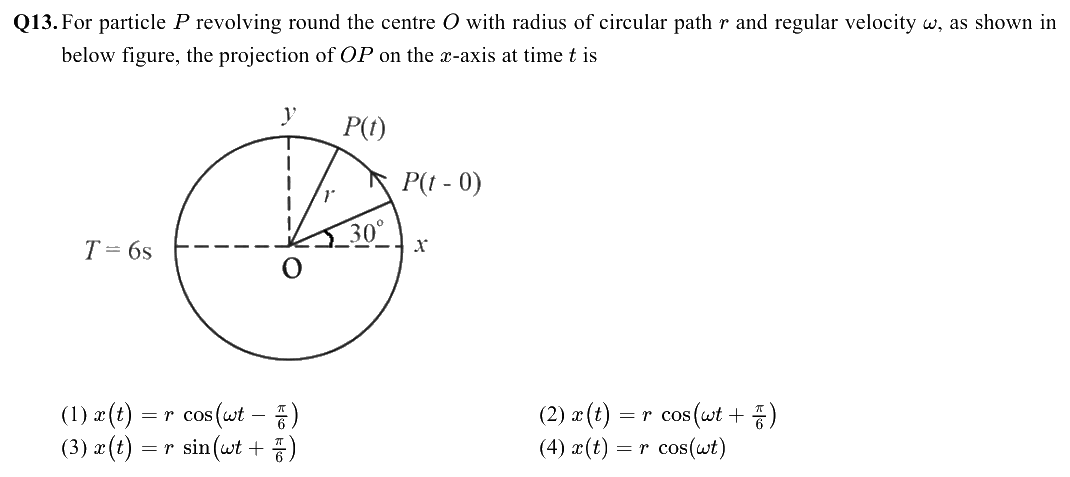 Q13. For particle P revolving round the centre O with radius of circular path r and regular velocity ω, as shown in
below figure, the projection of OP on the x-axis at time t is
y
P(t)
P(t - 0)
r
30°
x
T = 6s
O
(1) x(t) = r cos(ωt − π/6)
(2) x(t) = r cos(ωt + π/6)
(3) x(t) = r sin(ωt + π/6)
(4) x(t) = r cos(ωt)